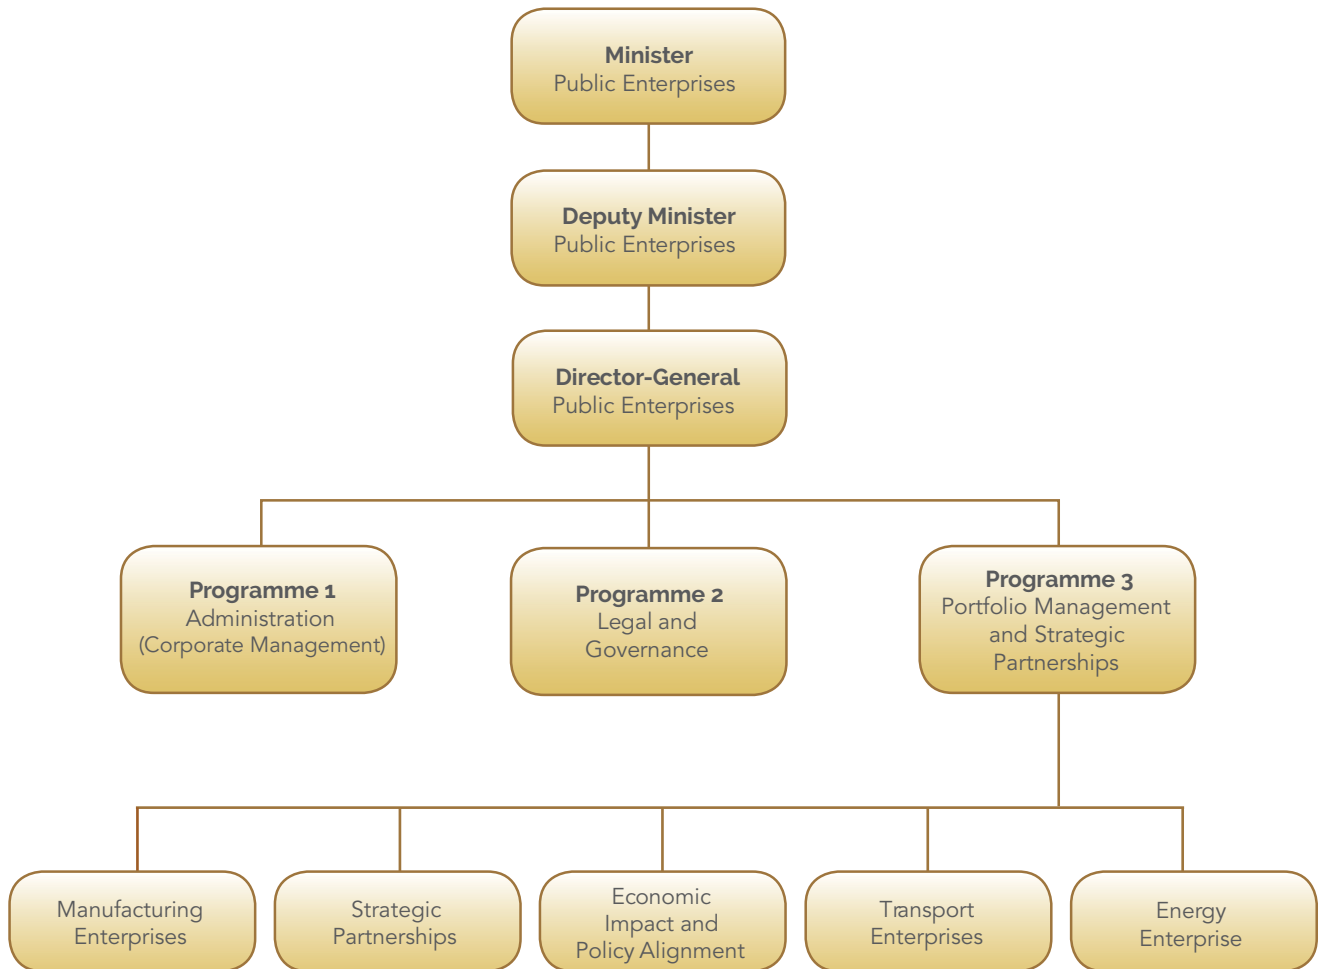 Minister
Public Enterprises
Deputy Minister
Public Enterprises
Director-General
Public Enterprises
Programme 1
Administration
(Corporate Management)
Programme 2
Legal and
Governance
Programme 3
Portfolio Management
and Strategic
Partnerships
Manufacturing
Enterprises
Strategic
Partnerships
Economic
Impact and
Policy Alignment
Transport
Enterprises
Energy
Enterprise